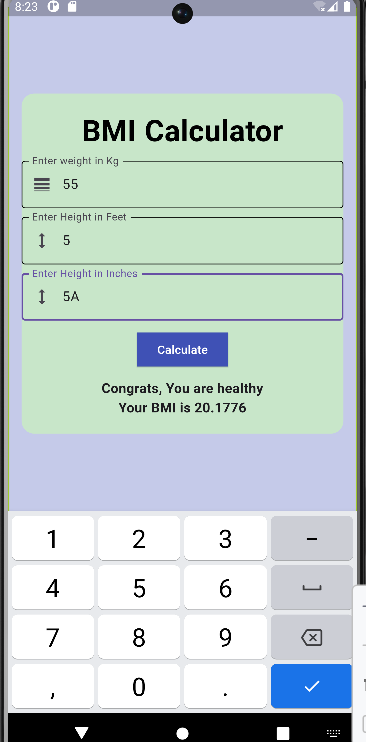 8:23
BMI Calculator
Enter weight in Kg
55
Enter Height in Feet
5
Enter Height in Inches
5A
Calculate
Congrats, You are healthy
Your BMI is 20.1776
1 2 3 -
4 5 6
7 8 9
, 0 .